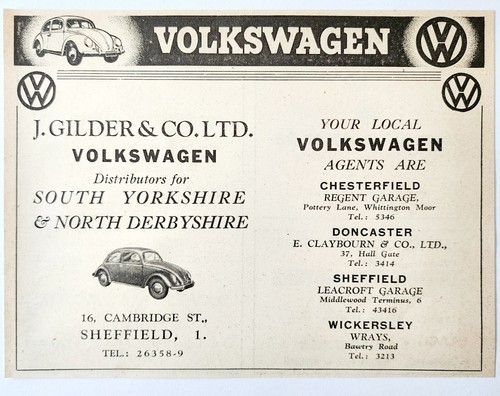 VOLKSWAGEN
J. GILDER & CO. LTD.
VOLKSWAGEN
Distributors for
SOUTH YORKSHIRE
& NORTH DERBYSHIRE
16, CAMBRIDGE ST.,
SHEFFIELD, 1.
TEL.: 26358-9
YOUR LOCAL
VOLKSWAGEN
AGENTS ARE
CHESTERFIELD
REGENT GARAGE,
Pottery Lane, Whittington Moor
Tel.: 5346
DONCASTER
E. CLAYBOURN & CO., LTD.,
37, Hall Gate
Tel.: 3414
SHEFFIELD
LEACROFT GARAGE
Middlewood Terminus, 6
Tel.: 43416
WICKERSLEY
WRAYS,
Bawtry Road
Tel.: 3213